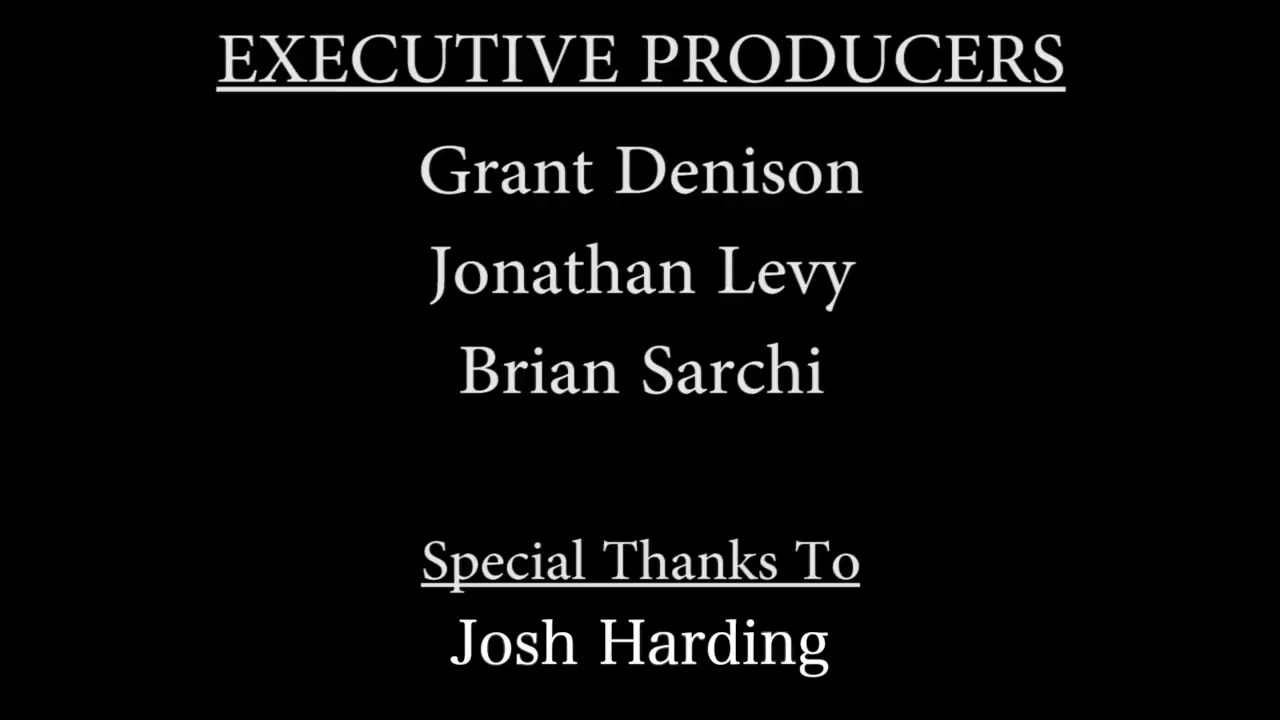 EXECUTIVE PRODUCERS
Grant Denison
Jonathan Levy
Brian Sarchi
Special Thanks To
Josh Harding